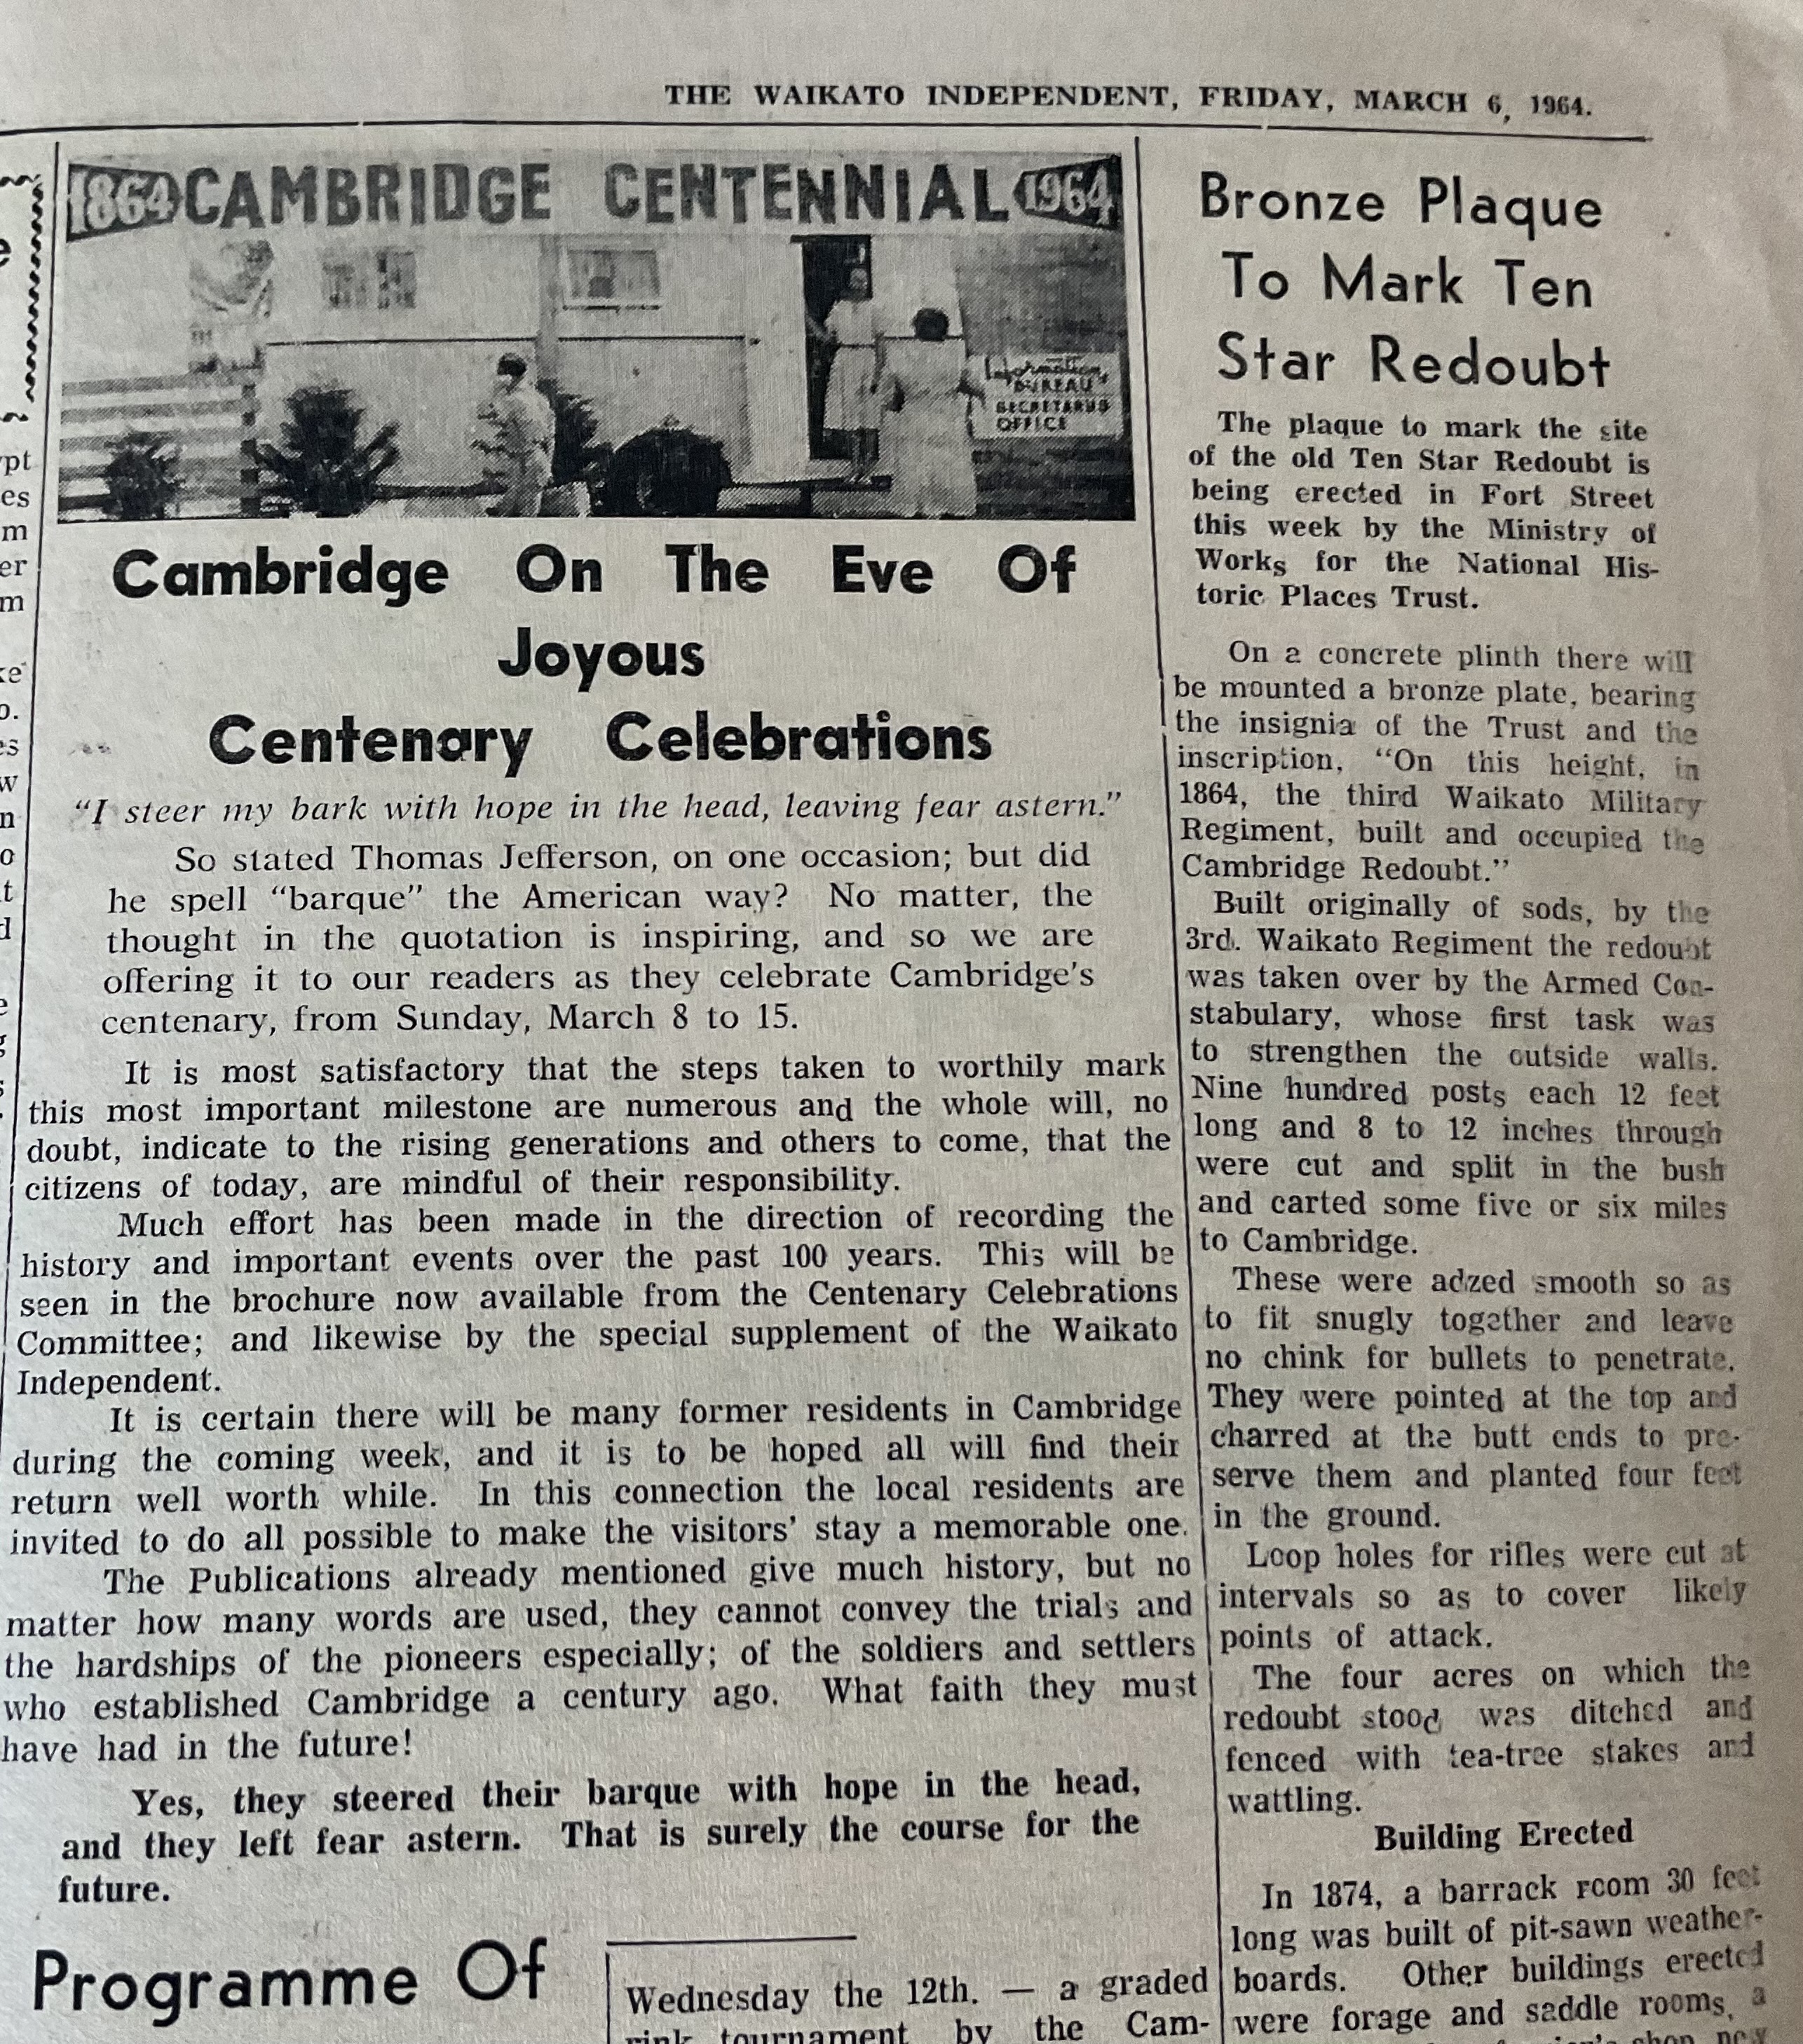 THE WAIKATO INDEPENDENT, FRIDAY, MARCH 6, 1964.
1864 CAMBRIDGE CENTENNIAL 1964
Information
BUREAU
SECRETARYS
OFFICE
Cambridge On The Eve Of
Joyous
Centenary Celebrations
"I steer my bark with hope in the head, leaving fear astern."
So stated Thomas Jefferson, on one occasion; but did
he spell "barque" the American way? No matter, the
thought in the quotation is inspiring, and so we are
offering it to our readers as they celebrate Cambridge's
centenary, from Sunday, March 8 to 15.
It is most satisfactory that the steps taken to worthily mark
this most important milestone are numerous and the whole will, no
doubt, indicate to the rising generations and others to come, that the
citizens of today, are mindful of their responsibility.
Much effort has been made in the direction of recording the
history and important events over the past 100 years. This will be
seen in the brochure now available from the Centenary Celebrations
Committee; and likewise by the special supplement of the Waikato
Independent.
It is certain there will be many former residents in Cambridge
during the coming week, and it is to be hoped all will find their
return well worth while. In this connection the local residents are
invited to do all possible to make the visitors' stay a memorable one.
The Publications already mentioned give much history, but no
matter how many words are used, they cannot convey the trials and
the hardships of the pioneers especially; of the soldiers and settlers
who established Cambridge a century ago. What faith they must
have had in the future!
Yes, they steered their barque with hope in the head,
and they left fear astern. That is surely the course for the
future.
Programme Of
Wednesday the 12th. — a graded
rink tournament by the Cam-
Bronze Plaque
To Mark Ten
Star Redoubt
The plaque to mark the site
of the old Ten Star Redoubt is
being erected in Fort Street
this week by the Ministry of
Works for the National His-
toric Places Trust.
On a concrete plinth there will
be mounted a bronze plate, bearing
the insignia of the Trust and the
inscription, "On this height, in
1864, the third Waikato Military
Regiment, built and occupied the
Cambridge Redoubt."
Built originally of sods, by the
3rd. Waikato Regiment the redoubt
was taken over by the Armed Con-
stabulary, whose first task was
to strengthen the outside walls.
Nine hundred posts each 12 feet
long and 8 to 12 inches through
were cut and split in the bush
and carted some five or six miles
to Cambridge.
These were adzed smooth so as
to fit snugly together and leave
no chink for bullets to penetrate.
They were pointed at the top and
charred at the butt ends to pre-
serve them and planted four feet
in the ground.
Loop holes for rifles were cut at
intervals so as to cover likely
points of attack.
The four acres on which the
redoubt stood was ditched and
fenced with tea-tree stakes and
wattling.
Building Erected
In 1874, a barrack room 30 feet
long was built of pit-sawn weather-
boards. Other buildings erected
were forage and saddle rooms, a